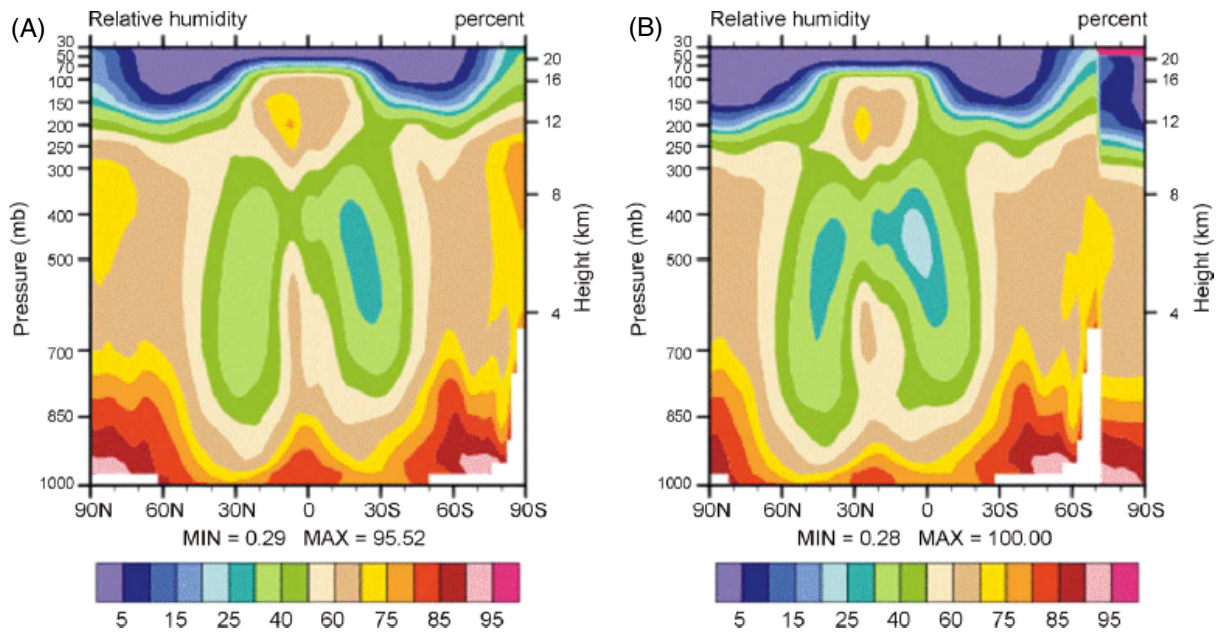 (A)
Relative humidity percent
30
50
70
100
150
200
250
300
400
500
700
850
1000
Pressure (mb)
20
16
12
8
4
Height (km)
90N 60N 30N 0 30S 60S 90S
MIN = 0.29 MAX = 95.52
5 15 25 40 60 75 85 95
(B)
Relative humidity percent
30
50
70
100
150
200
250
300
400
500
700
850
1000
Pressure (mb)
20
16
12
8
4
Height (km)
90N 60N 30N 0 30S 60S 90S
MIN = 0.28 MAX = 100.00
5 15 25 40 60 75 85 95